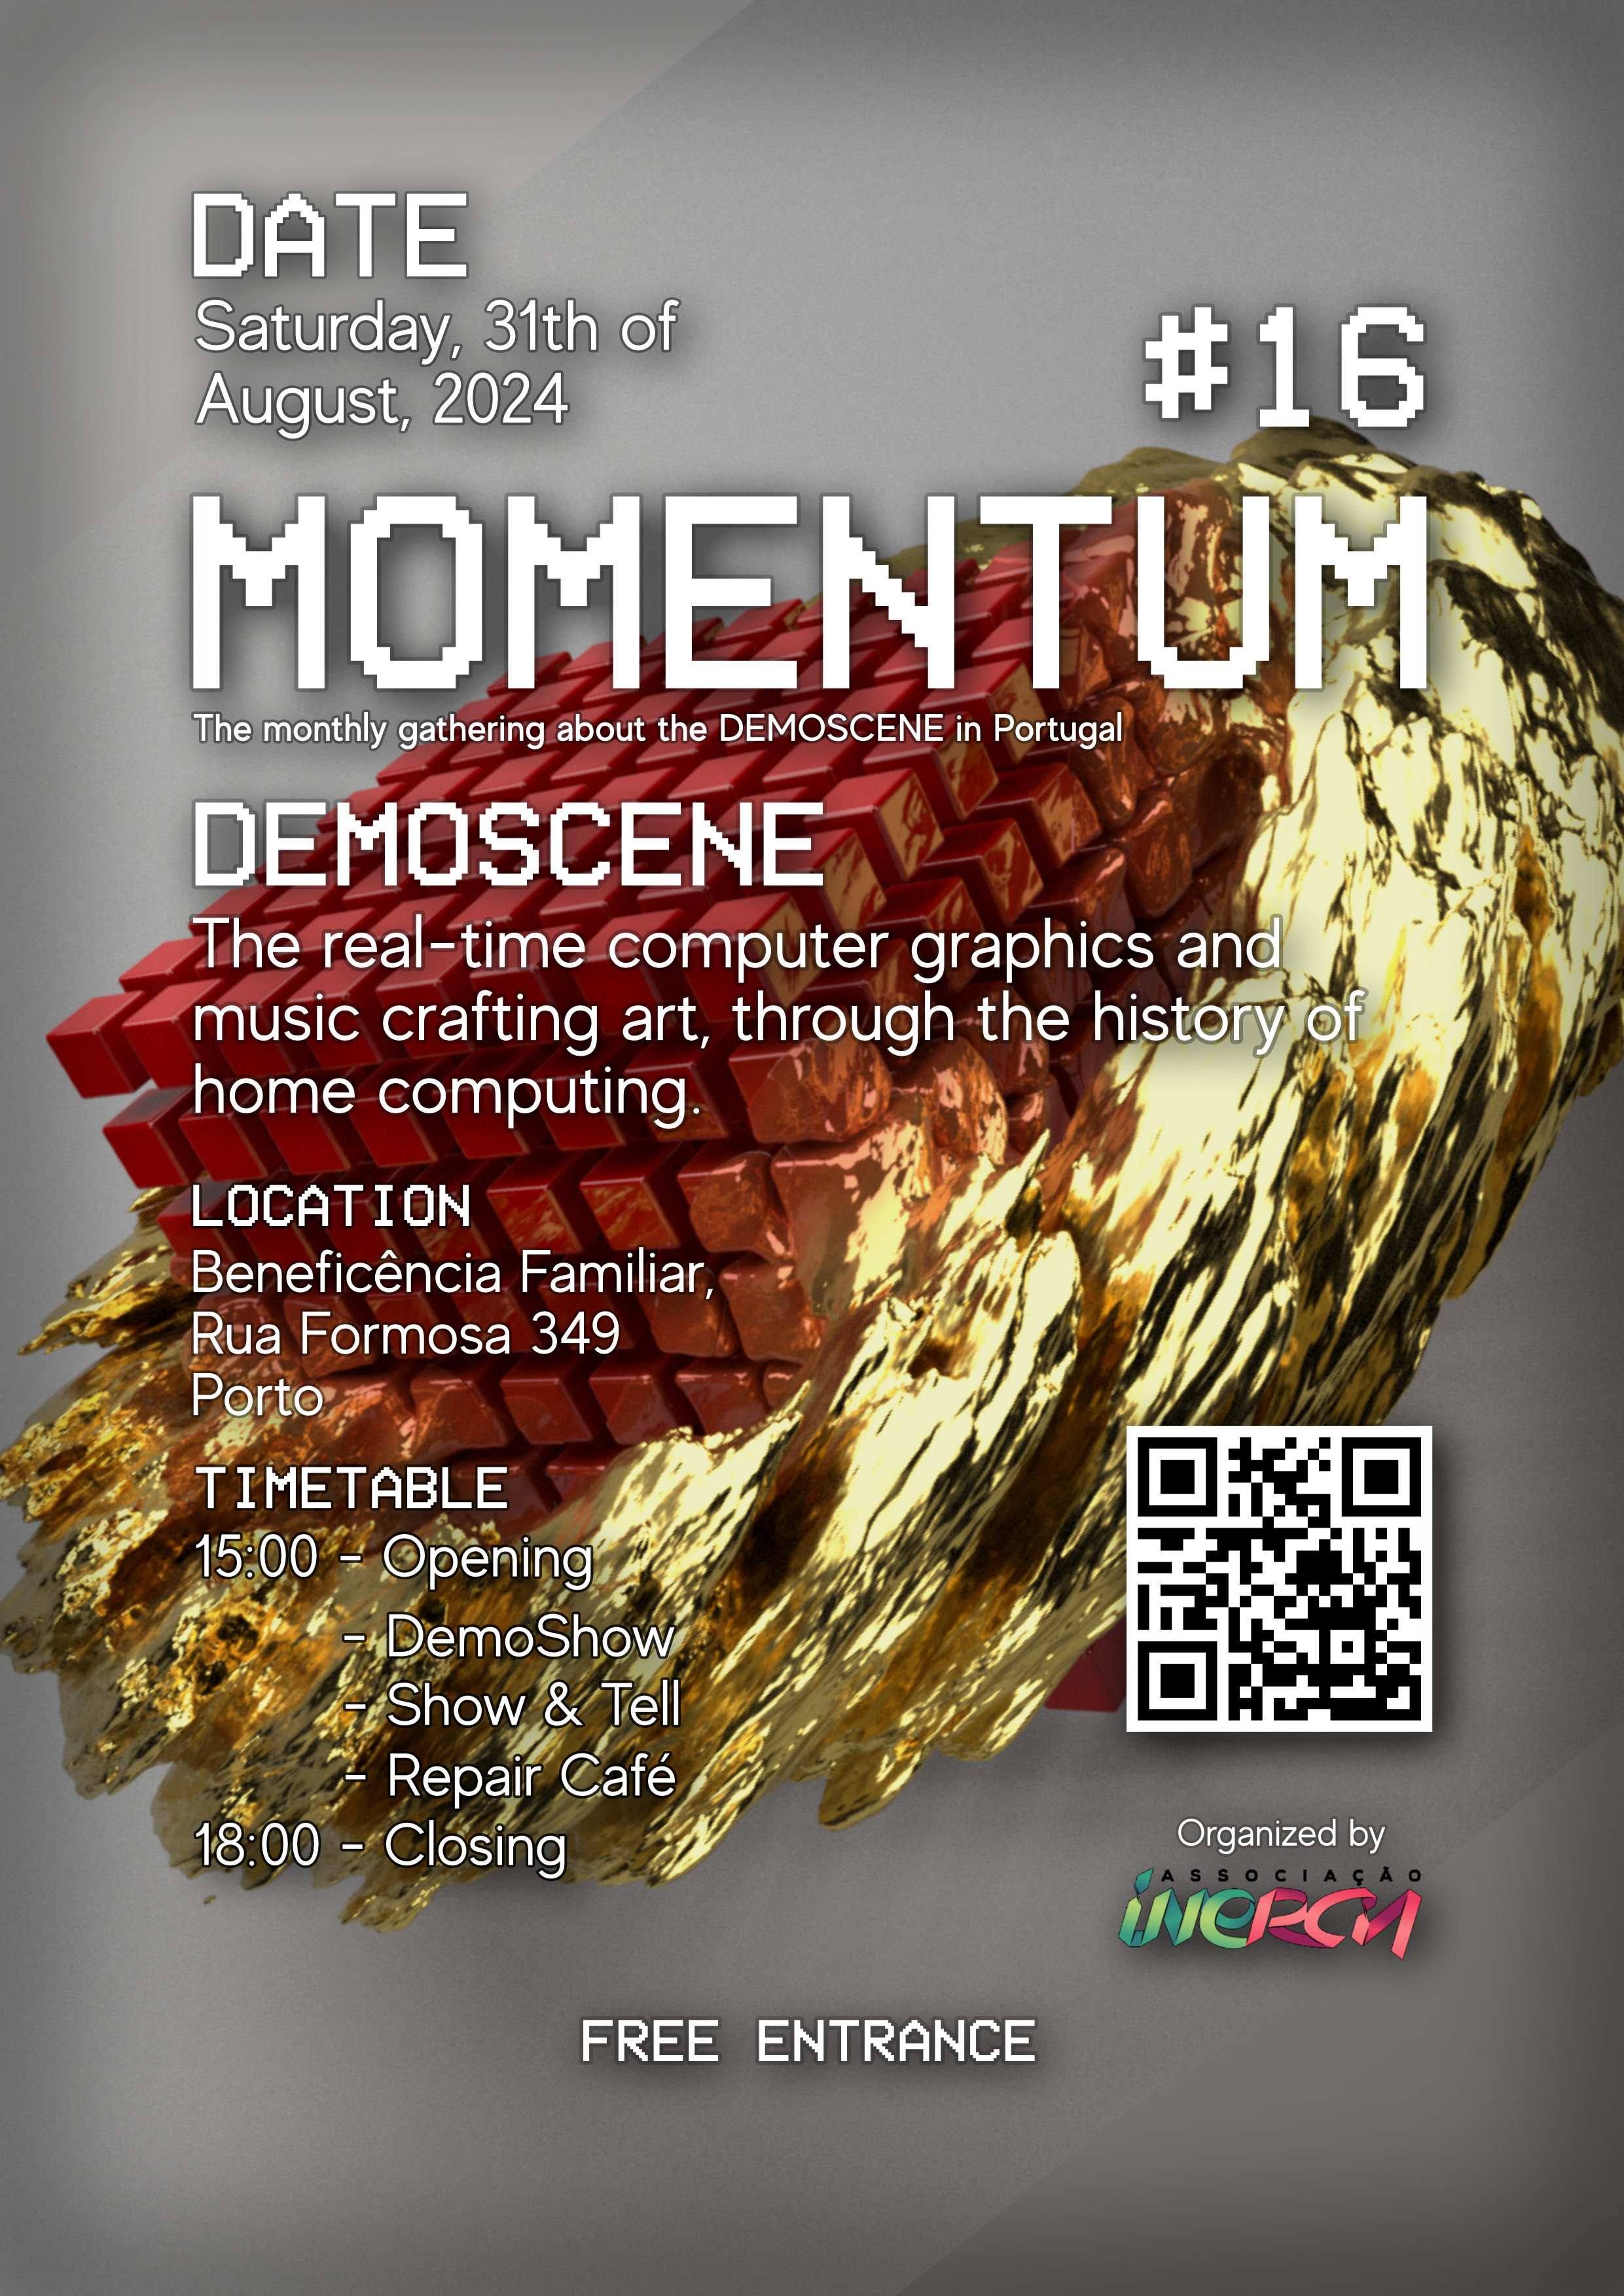 DATE
Saturday, 31th of
August, 2024
#16
MOMENTUM
The monthly gathering about the DEMOSCENE in Portugal
DEMOSCENE
The real-time computer graphics and
music crafting art, through the history of
home computing.
LOCATION
Beneficência Familiar,
Rua Formosa 349
Porto
TIMETABLE
15:00 - Opening
- DemoShow
- Show & Tell
- Repair Café
18:00 - Closing
Organized by
ASSOCIAÇÃO
inercia
FREE ENTRANCE